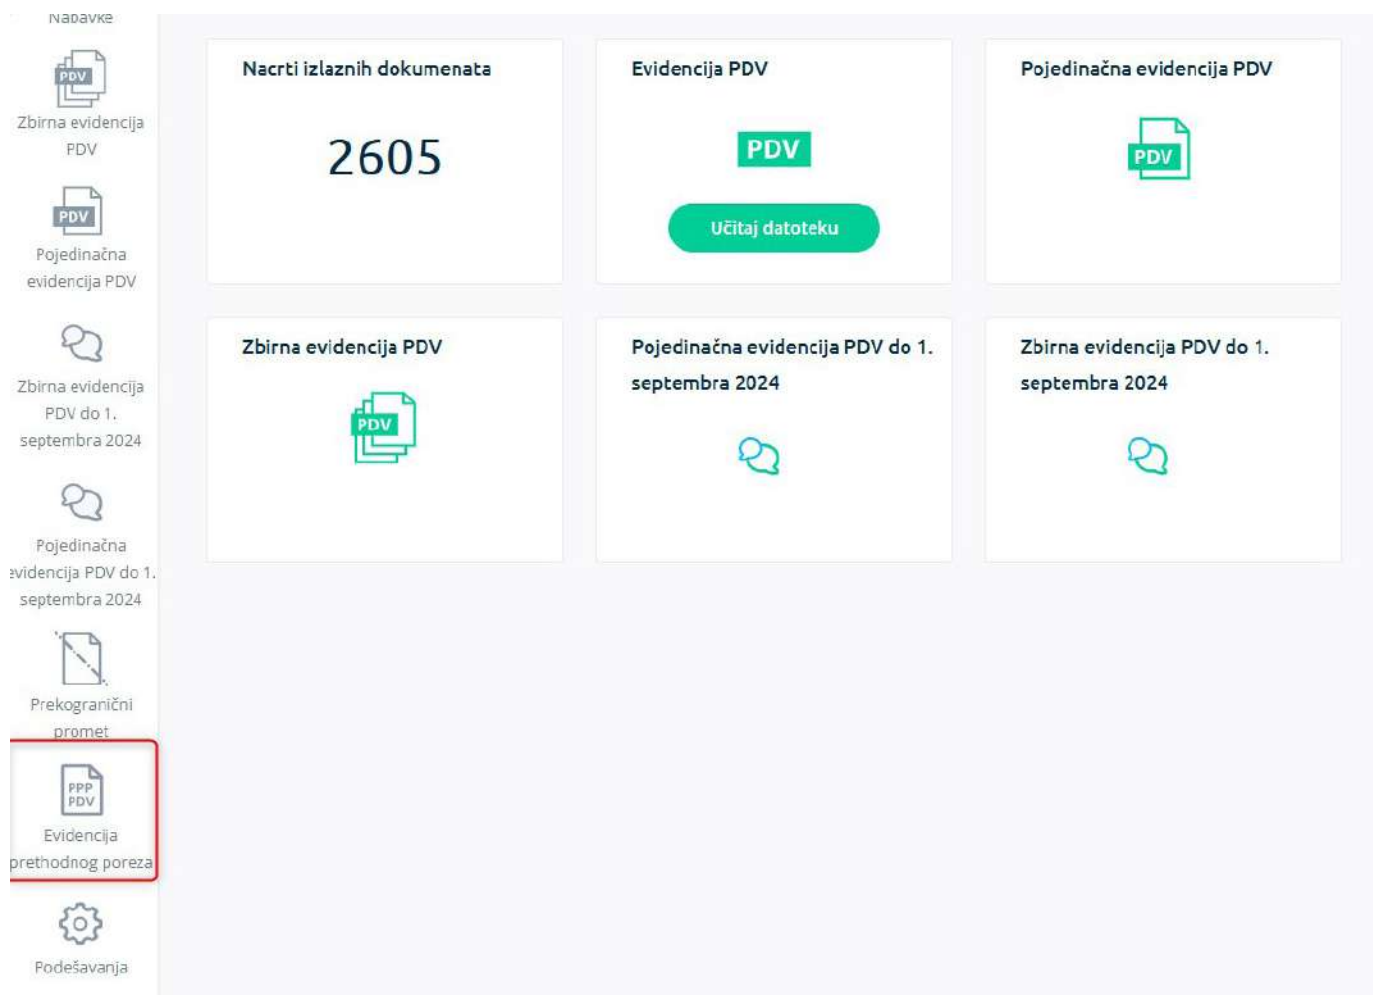 Nabavke
PDV
Zbirna evidencija
PDV
PDV
Pojedinačna
evidencija PDV
Zbirna evidencija
PDV do 1.
septembra 2024
Pojedinačna
evidencija PDV do 1.
septembra 2024
Prekogranični
promet
PPP
PDV
Evidencija
prethodnog poreza
Podešavanja
Nacrti izlaznih dokumenata
2605
Evidencija PDV
PDV
Učitaj datoteku
Pojedinačna evidencija PDV
PDV
Zbirna evidencija PDV
PDV
Pojedinačna evidencija PDV do 1.
septembra 2024
Zbirna evidencija PDV do 1.
septembra 2024